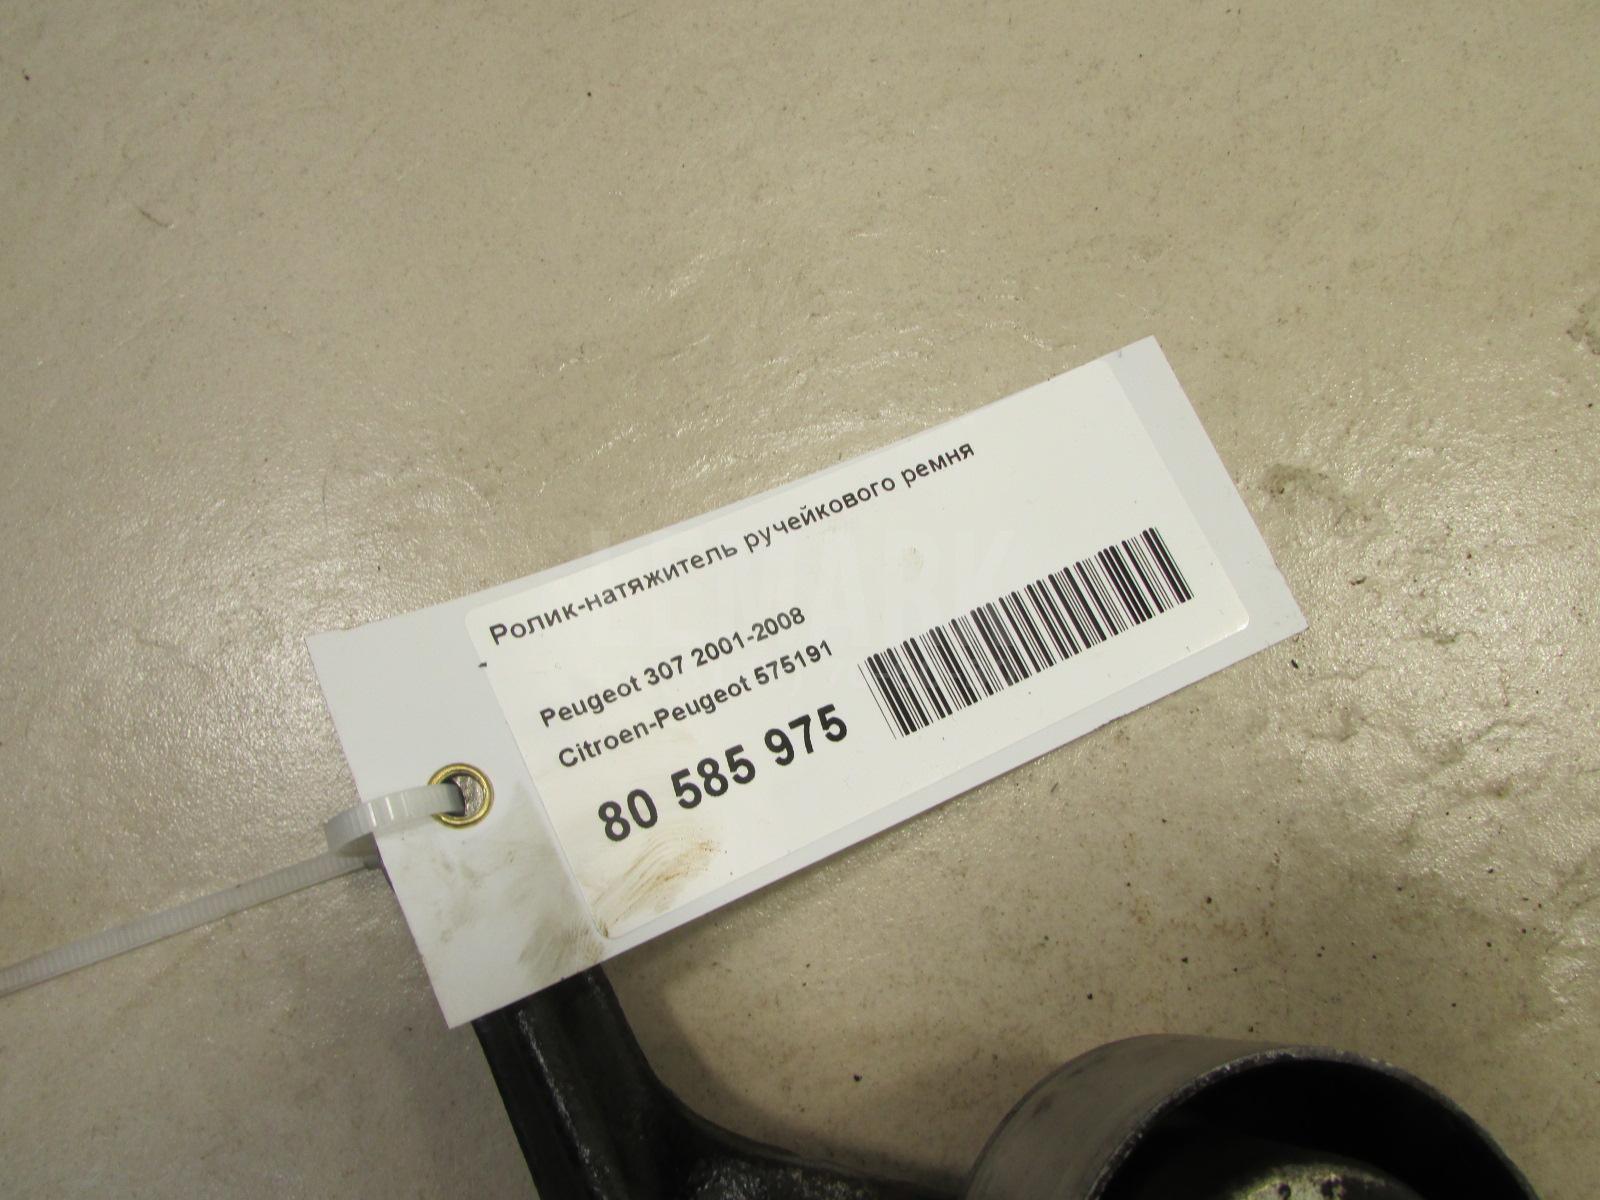 Ролик-натяжитель ручейкового ремня
Peugeot 307 2001-2008
Citroen-Peugeot 575191
80 585 975